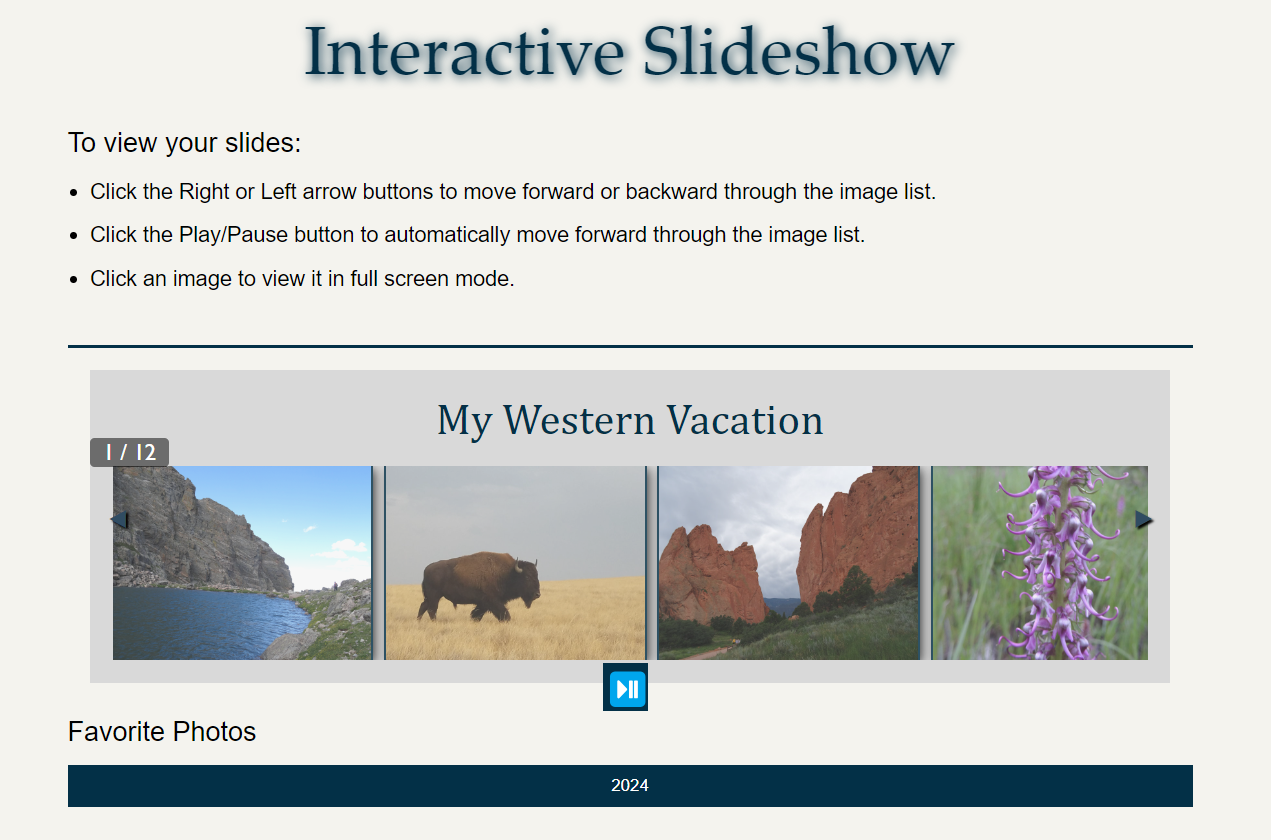 Interactive Slideshow
To view your slides:
Click the Right or Left arrow buttons to move forward or backward through the image list.
Click the Play/Pause button to automatically move forward through the image list.
Click an image to view it in full screen mode.
My Western Vacation
1 / 12
Favorite Photos
2024